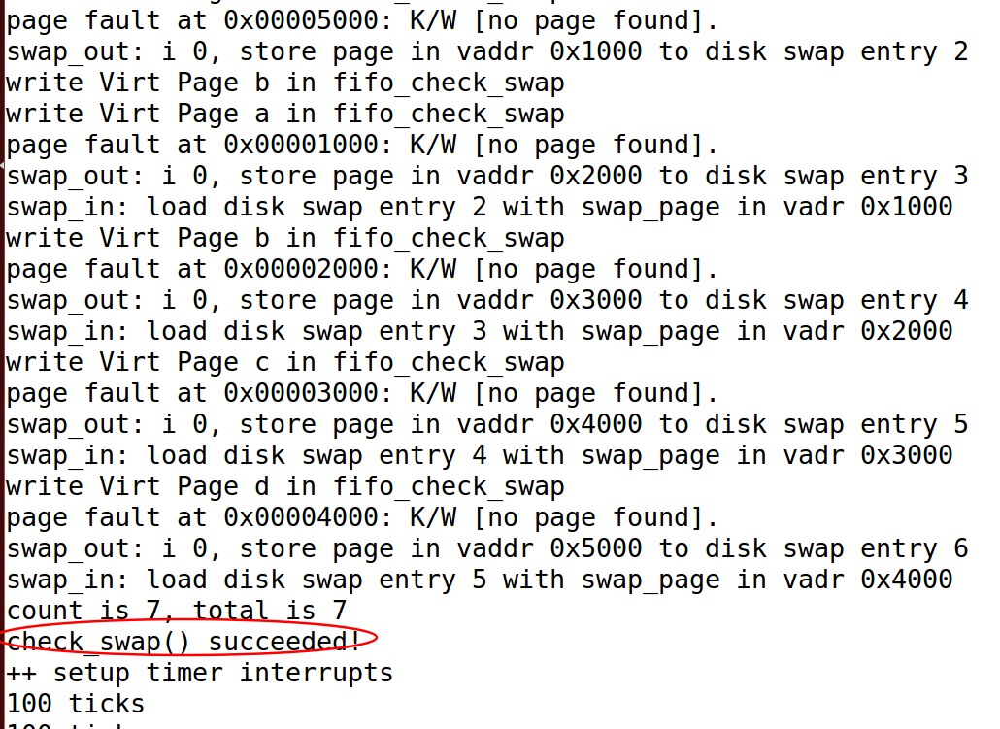 page fault at 0x00005000: K/W [no page found].
swap_out: i 0, store page in vaddr 0x1000 to disk swap entry 2
write Virt Page b in fifo_check_swap
write Virt Page a in fifo_check_swap
page fault at 0x00001000: K/W [no page found].
swap_out: i 0, store page in vaddr 0x2000 to disk swap entry 3
swap_in: load disk swap entry 2 with swap_page in vadr 0x1000
write Virt Page b in fifo_check_swap
page fault at 0x00002000: K/W [no page found].
swap_out: i 0, store page in vaddr 0x3000 to disk swap entry 4
swap_in: load disk swap entry 3 with swap_page in vadr 0x2000
write Virt Page c in fifo_check_swap
page fault at 0x00003000: K/W [no page found].
swap_out: i 0, store page in vaddr 0x4000 to disk swap entry 5
swap_in: load disk swap entry 4 with swap_page in vadr 0x3000
write Virt Page d in fifo_check_swap
page fault at 0x00004000: K/W [no page found].
swap_out: i 0, store page in vaddr 0x5000 to disk swap entry 6
swap_in: load disk swap entry 5 with swap_page in vadr 0x4000
count is 7, total is 7
check_swap() succeeded!
++ setup timer interrupts
100 ticks